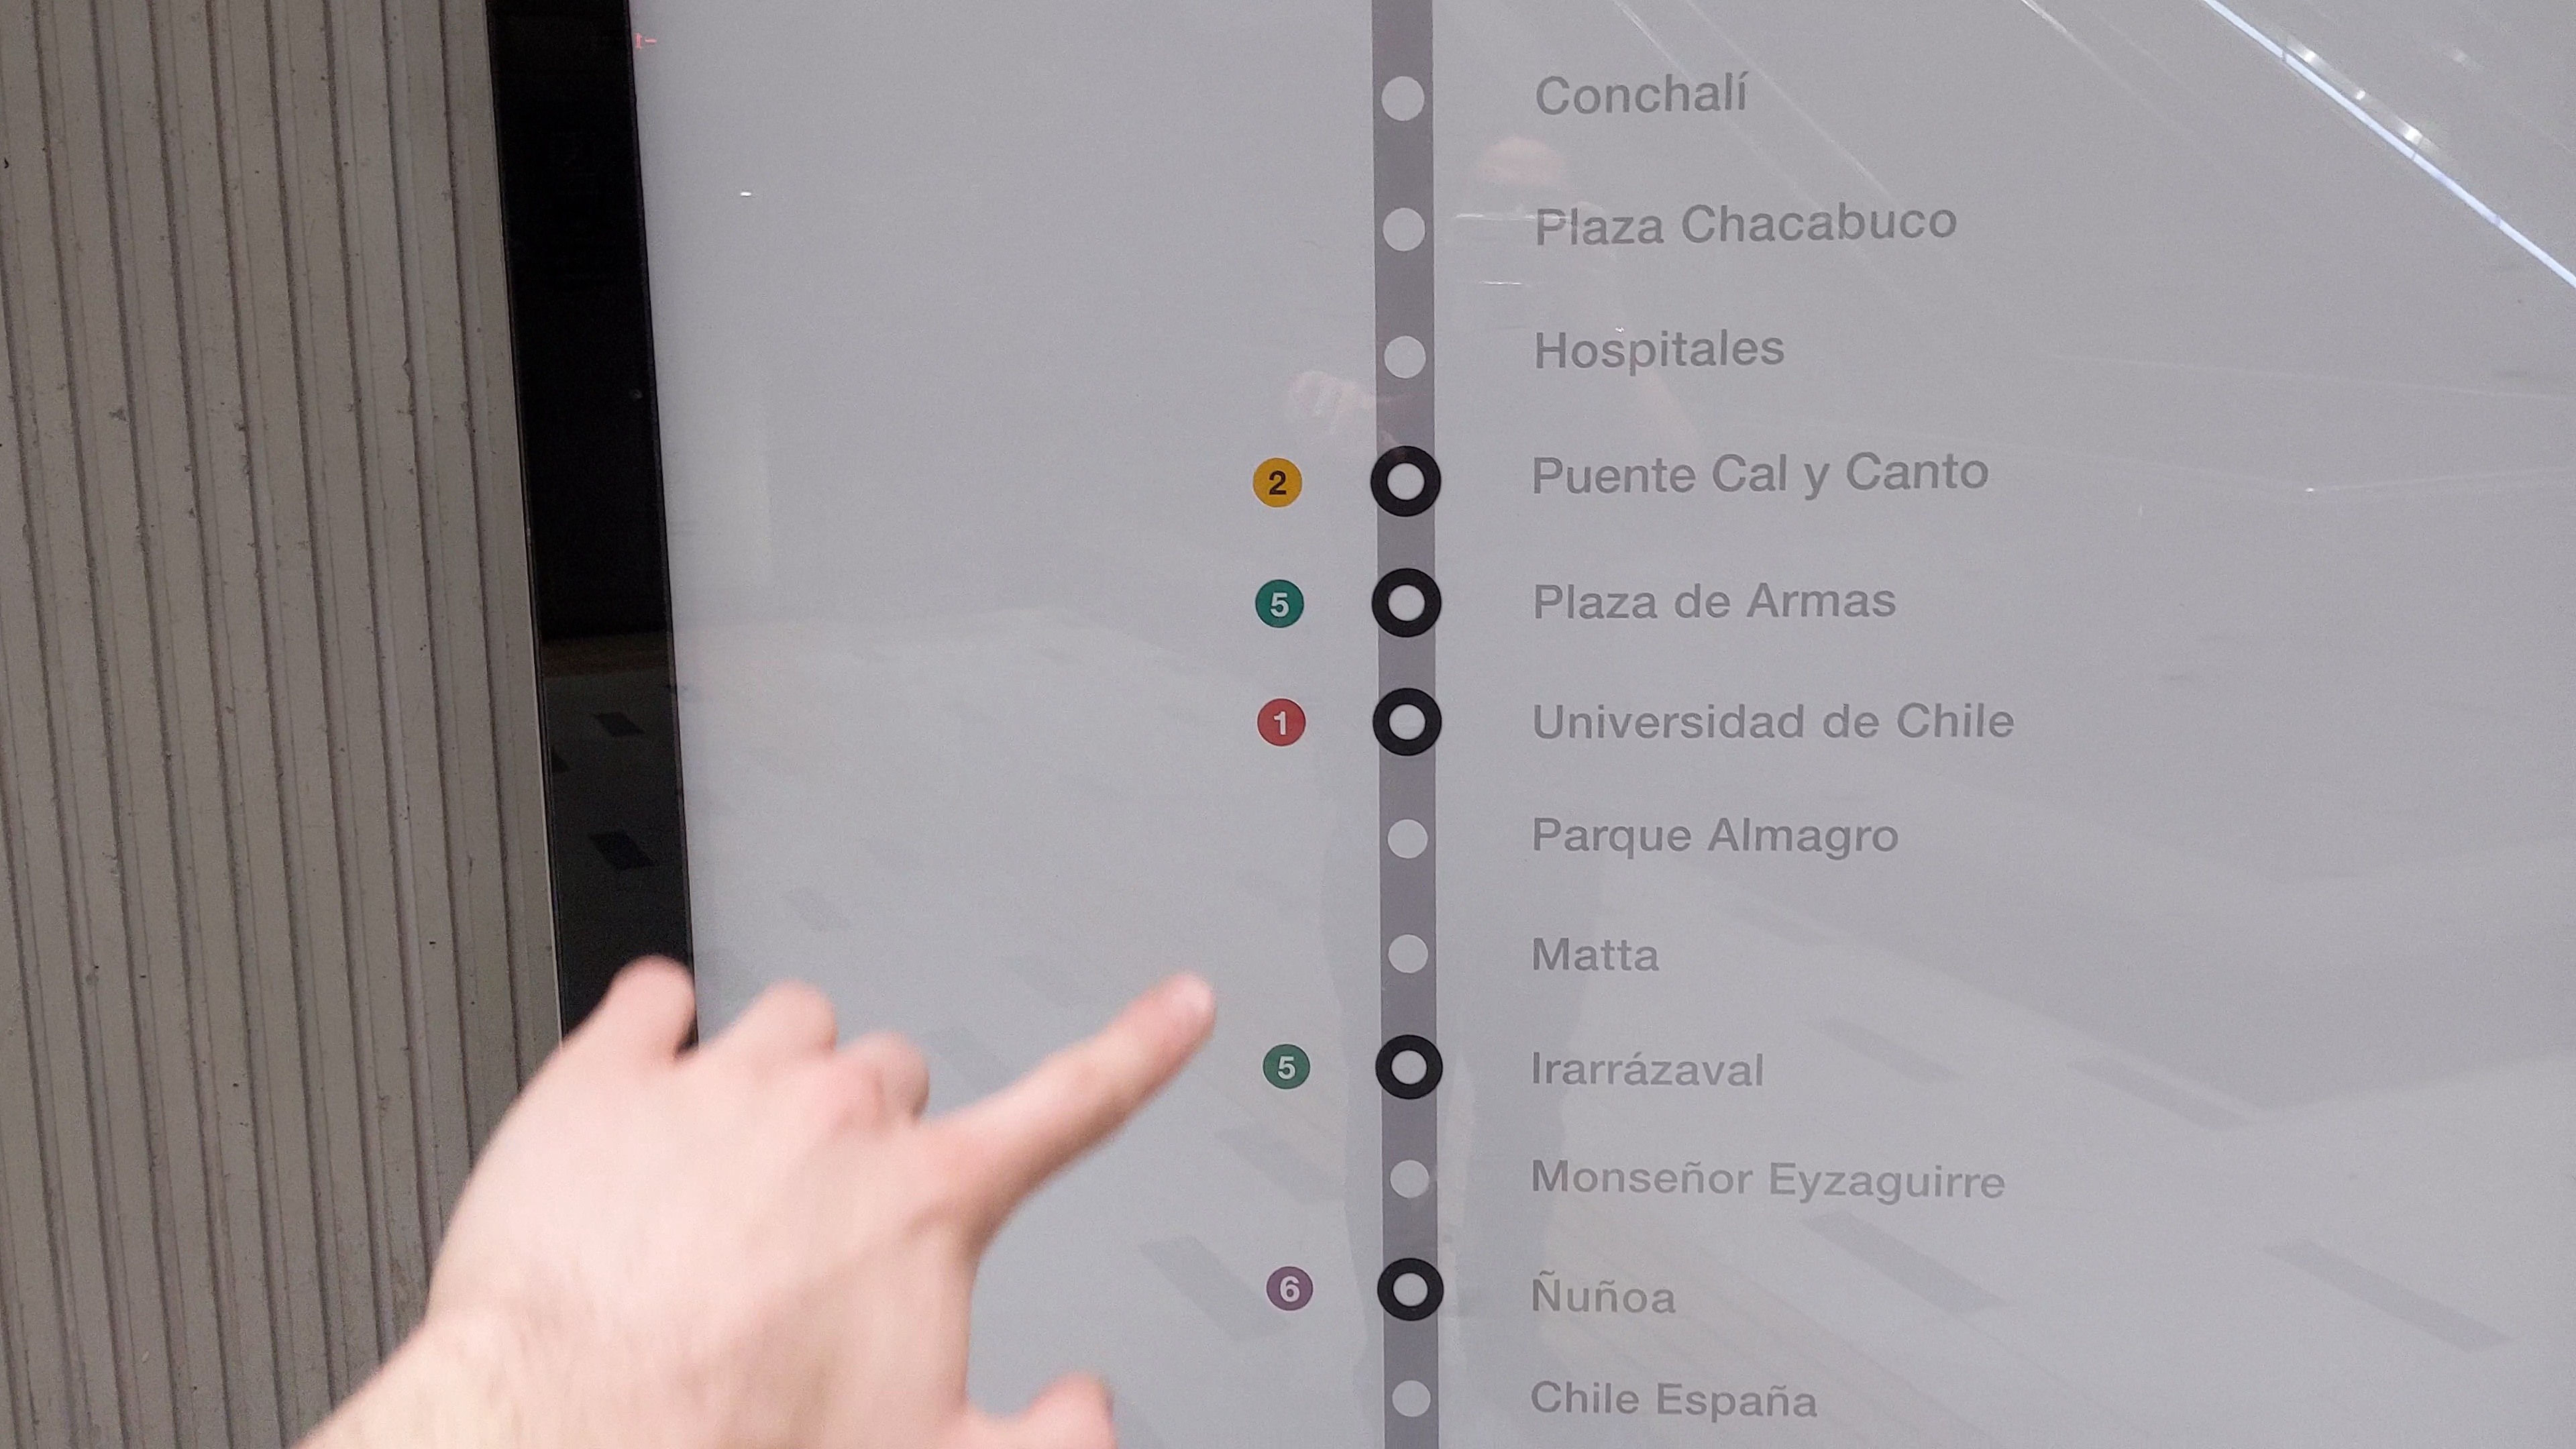 Conchalí
Plaza Chacabuco
Hospitales
2 Puente Cal y Canto
5 Plaza de Armas
1 Universidad de Chile
Parque Almagro
Matta
5 Irarrázaval
Monseñor Eyzaguirre
6 Ñuñoa
Chile España